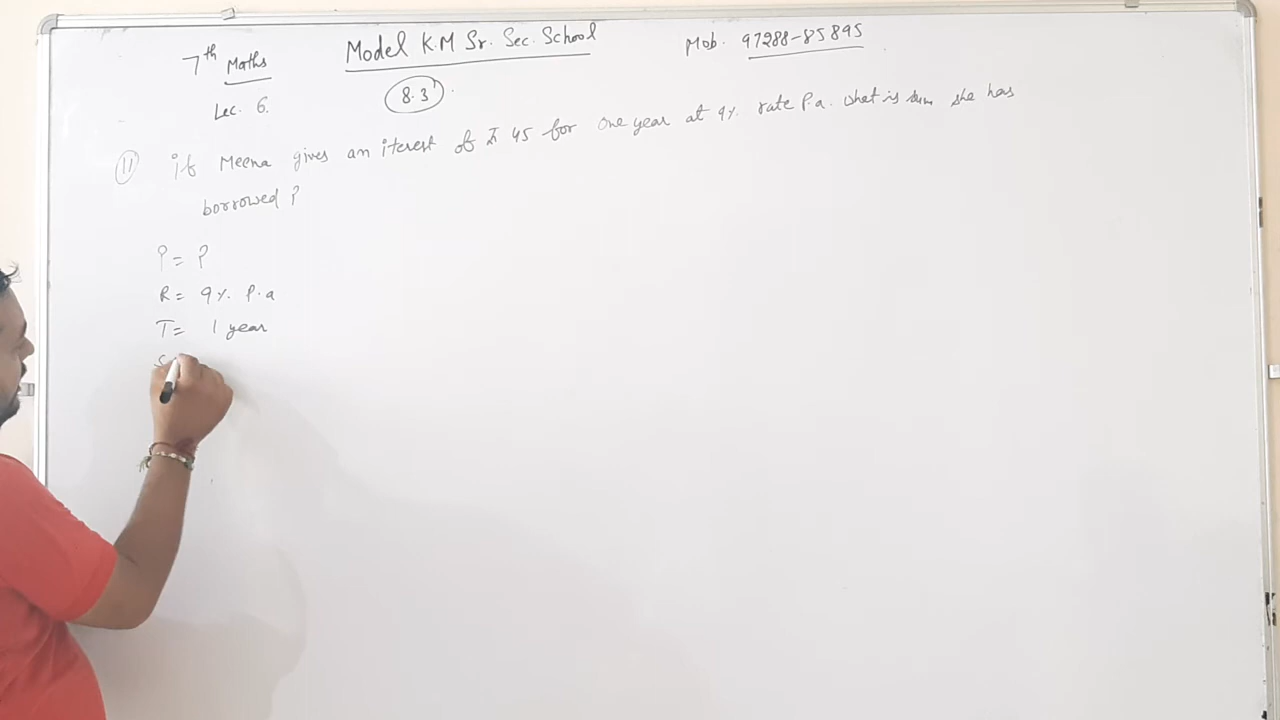 7th Maths
Model K.M Sr. Sec. School
Mob. 97288-85895
Lec. 6.
8.3
11 if Meena gives an iterest of ₹ 45 for one year at 9%. rate P.a. what is sum she has
borrowed ?
P = ?
R = 9%. P.a
T = 1 year
S